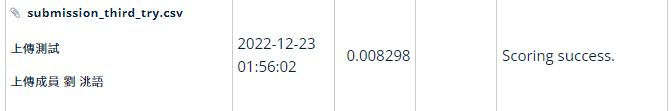 submission_third_try.csv
上傳測試
上傳成員 劉 洮語
2022-12-23
01:56:02
0.008298
Scoring success.